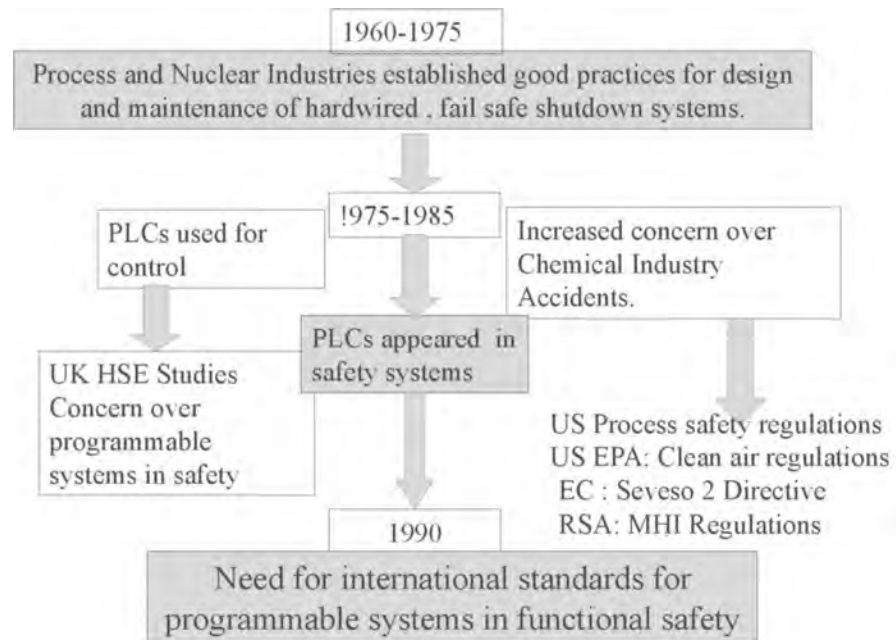 1960-1975
Process and Nuclear Industries established good practices for design
and maintenance of hardwired , fail safe shutdown systems.
!975-1985
PLCs used for
control
Increased concern over
Chemical Industry
Accidents.
PLCs appeared in
safety systems
UK HSE Studies
Concern over
programmable
systems in safety
US Process safety regulations
US EPA: Clean air regulations
EC : Seveso 2 Directive
RSA: MHI Regulations
1990
Need for international standards for
programmable systems in functional safety